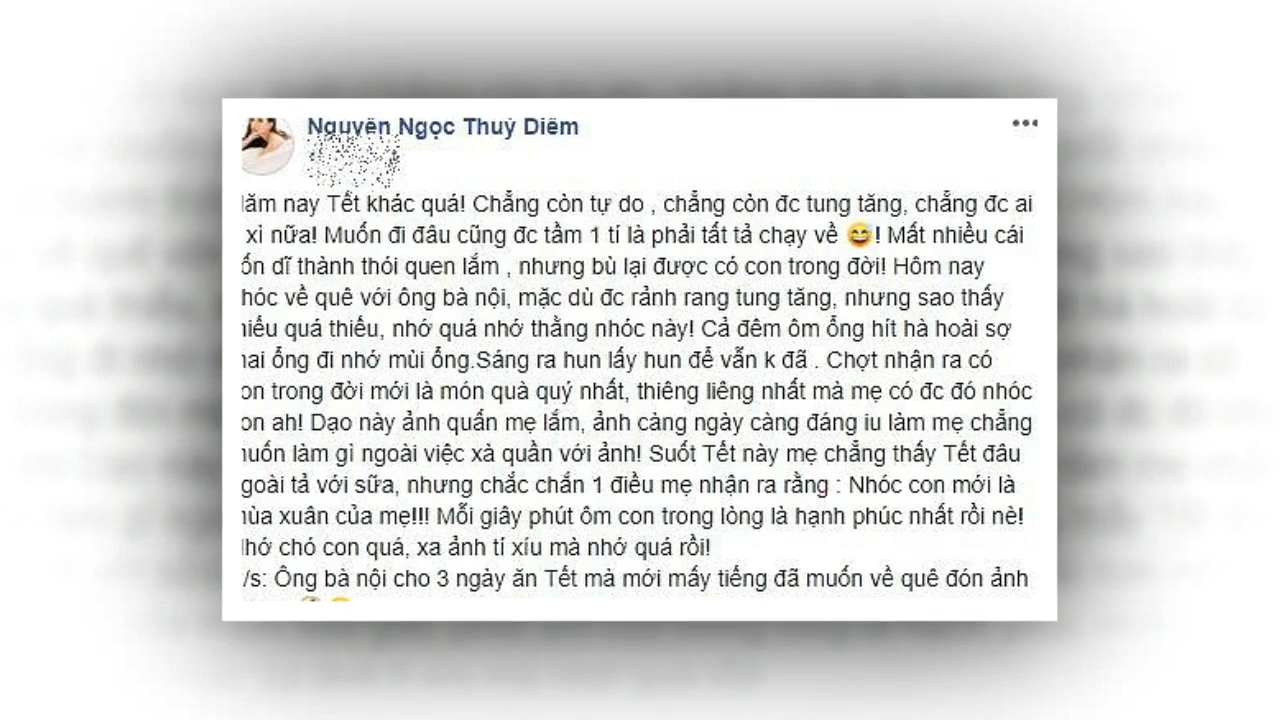 Nguyễn Ngọc Thuý Diễm
ăm nay Tết khác quá! Chẳng còn tự do , chẳng còn đc tung tăng, chẳng đc ai
xì nữa! Muốn đi đâu cũng đc tầm 1 tí là phải tất tả chạy về 😅! Mất nhiều cái
ốn dĩ thành thói quen lắm , nhưng bù lại được có con trong đời! Hôm nay
hóc về quê với ông bà nội, mặc dù đc rảnh rang tung tăng, nhưng sao thấy
hiếu quá thiếu, nhớ quá nhớ thằng nhóc này! Cả đêm ôm ổng hít hà hoài sợ
nai ổng đi nhớ mùi ổng.Sáng ra hun lấy hun để vẫn k đã . Chợt nhận ra có
on trong đời mới là món quà quý nhất, thiêng liêng nhất mà mẹ có đc đó nhóc
on ah! Dạo này ảnh quấn mẹ lắm, ảnh càng ngày càng đáng iu làm mẹ chẳng
nuốn làm gì ngoài việc xà quần với ảnh! Suốt Tết này mẹ chẳng thấy Tết đâu
goài tả với sữa, nhưng chắc chắn 1 điều mẹ nhận ra rằng : Nhóc con mới là
nùa xuân của mẹ!!! Mỗi giây phút ôm con trong lòng là hạnh phúc nhất rồi nè!
hớ chó con quá, xa ảnh tí xíu mà nhớ quá rồi!
/s: Ông bà nội cho 3 ngày ăn Tết mà mới mấy tiếng đã muốn về quê đón ảnh